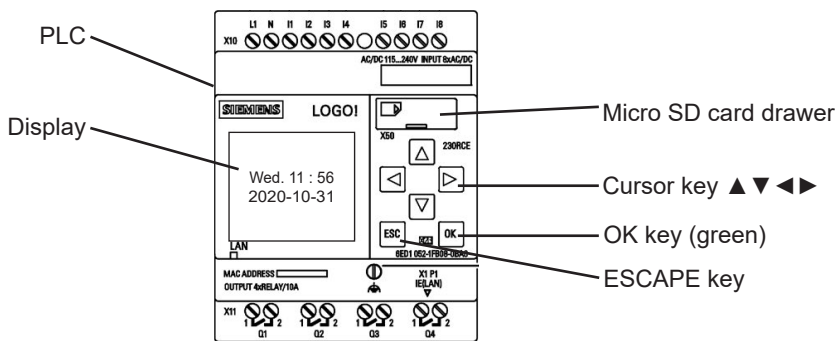 L1 N I1 I2 I3 I4 I5 I6 I7 I8
X10
AC/DC 115...240V INPUT 8xAC/DC
PLC
SIEMENS LOGO!
X50
230RCE
Micro SD card drawer
Display
Wed. 11 : 56
2020-10-31
Cursor key ▲▼◄►
ESC OK
OK key (green)
LAN
6ED1 052-1FB08-0BA0
ESCAPE key
MAC ADDRESS
OUTPUT 4xRELAY/10A
X1 P1
IE(LAN)
X11
1 2 1 2 1 2 1 2
Q1 Q2 Q3 Q4